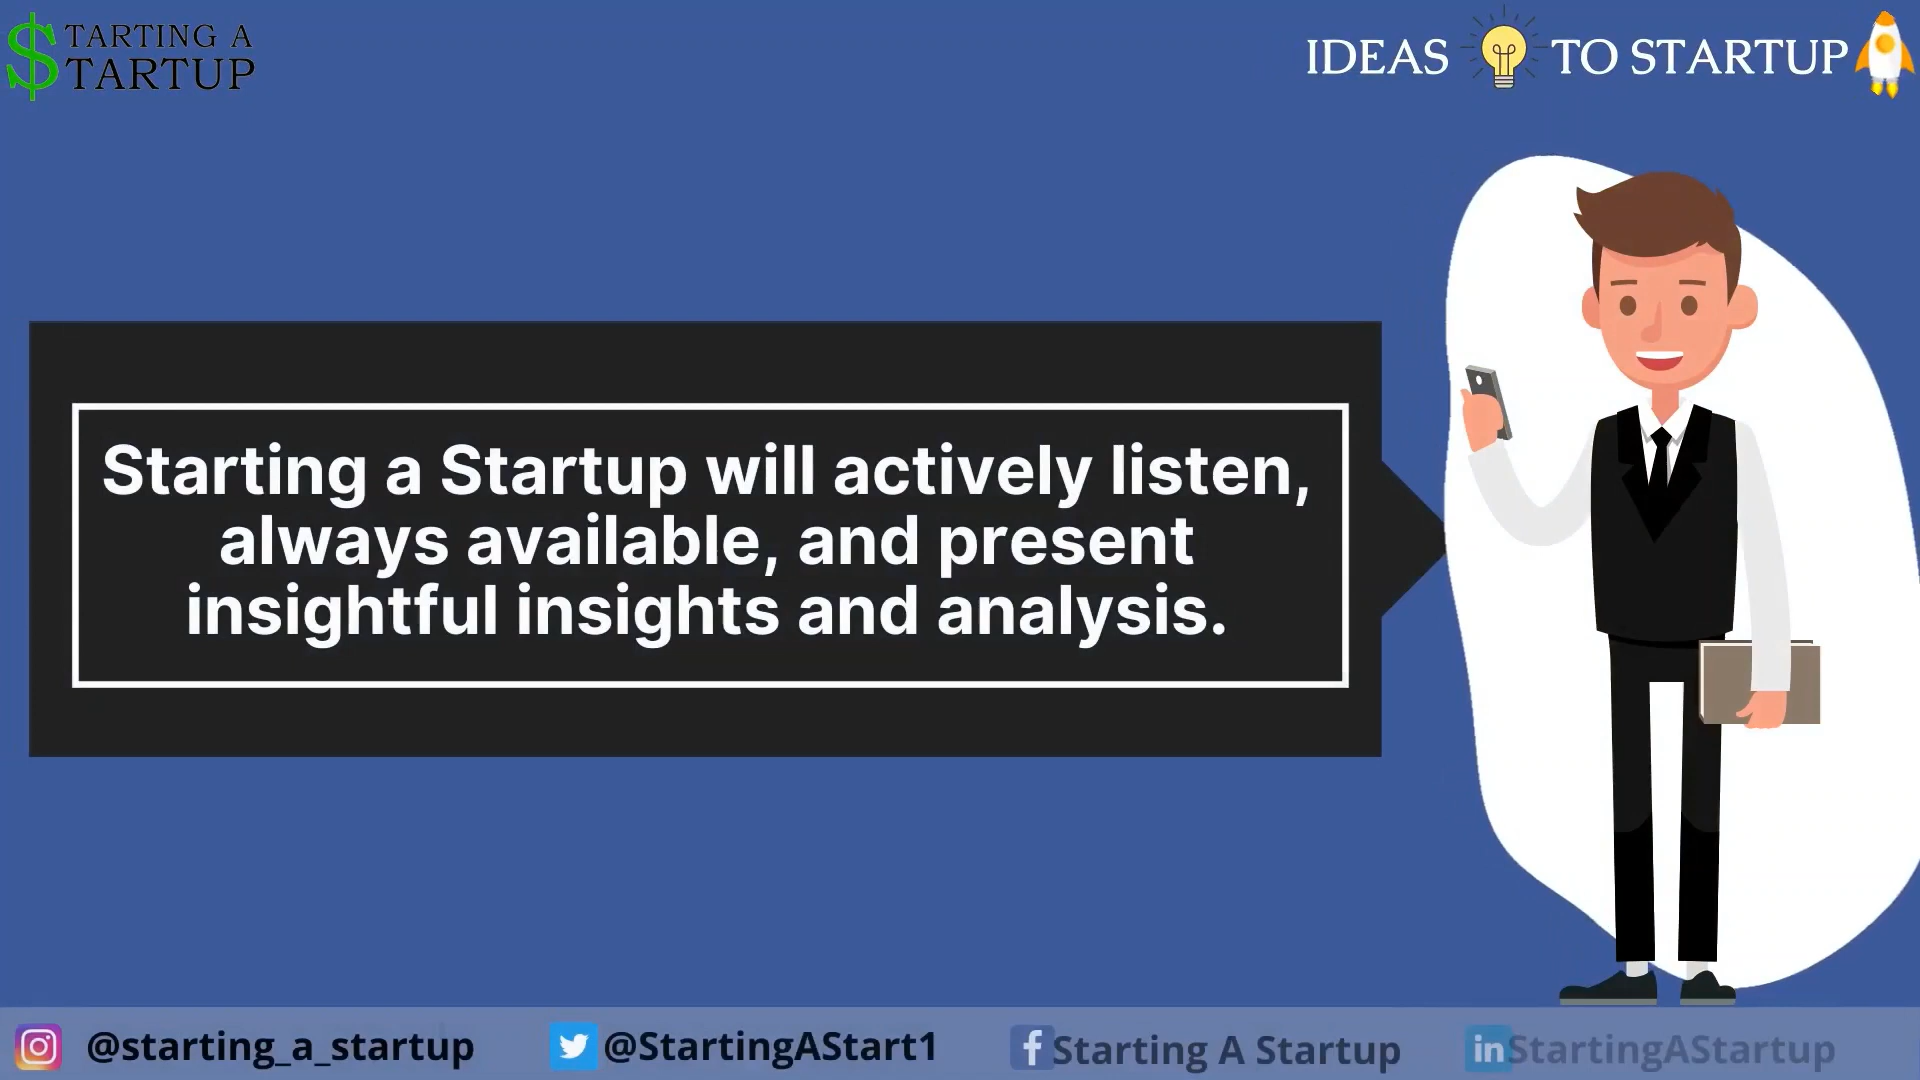 $TARTING A
TARTUP
IDEAS TO STARTUP
Starting a Startup will actively listen,
always available, and present
insightful insights and analysis.
@starting_a_startup
@StartingAStart1
Starting A Startup
StartingAStartup